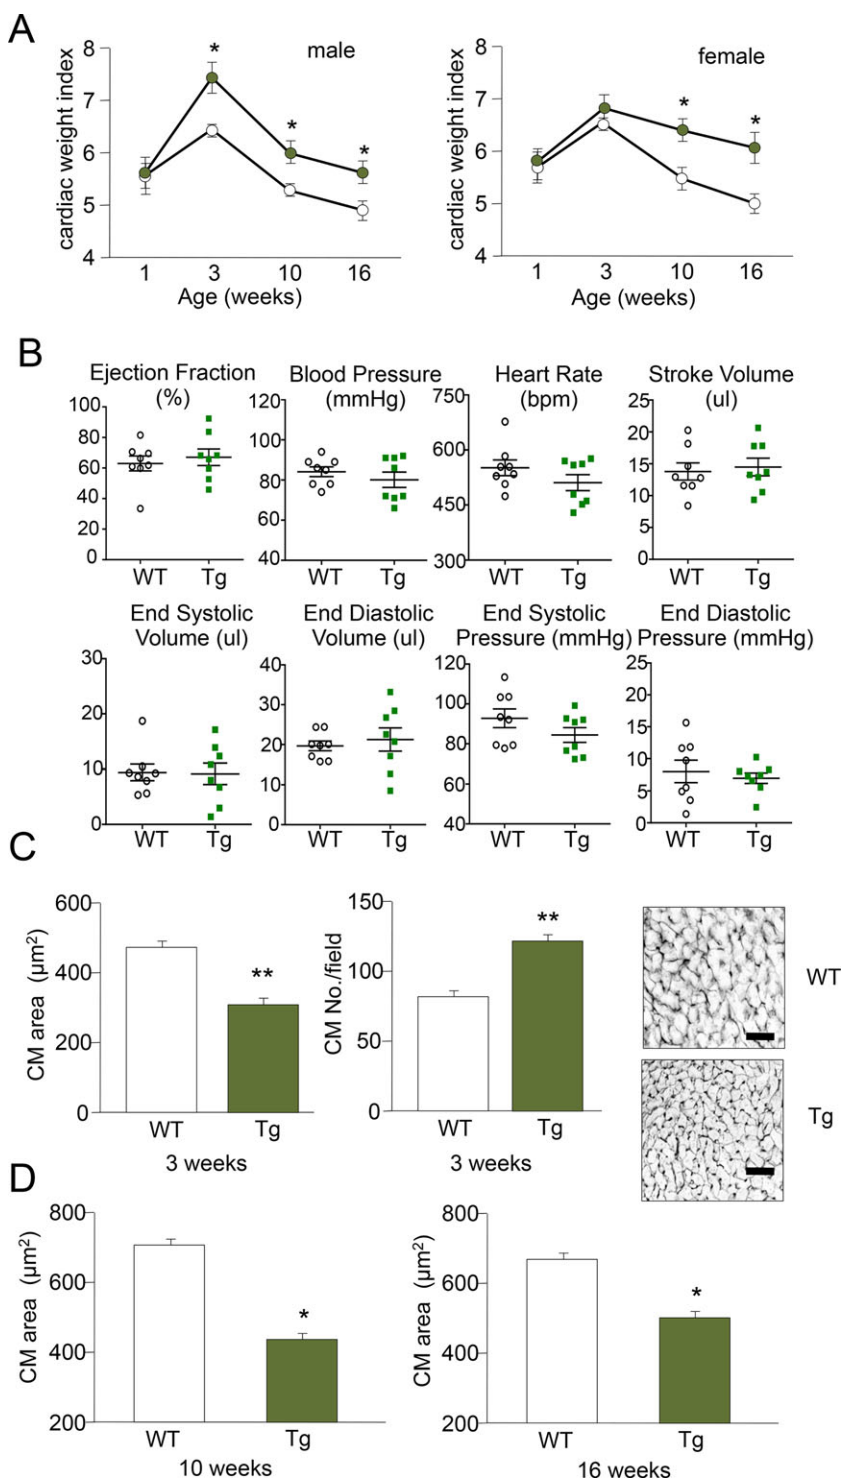 A
male
female
cardiac weight index
8
7
6
5
4
*
*
*
1 3 10 16
Age (weeks)
cardiac weight index
8
7
6
5
4
*
*
1 3 10 16
Age (weeks)
B
Ejection Fraction
(%)
100
80
60
40
20
0
WT Tg
Blood Pressure
(mmHg)
120
100
80
60
40
WT Tg
Heart Rate
(bpm)
750
600
450
300
WT Tg
Stroke Volume
(ul)
25
20
15
10
5
0
WT Tg
End Systolic
Volume (ul)
30
20
10
0
WT Tg
End Diastolic
Volume (ul)
40
30
20
10
0
WT Tg
End Systolic
Pressure (mmHg)
120
100
80
60
40
WT Tg
End Diastolic
Pressure (mmHg)
25
20
15
10
5
0
WT Tg
C
CM area (µm²)
600
400
200
0
**
WT Tg
3 weeks
CM No./field
150
100
50
0
**
WT Tg
3 weeks
WT
Tg
D
CM area (µm²)
800
600
400
200
*
WT Tg
10 weeks
CM area (µm²)
800
600
400
200
*
WT Tg
16 weeks